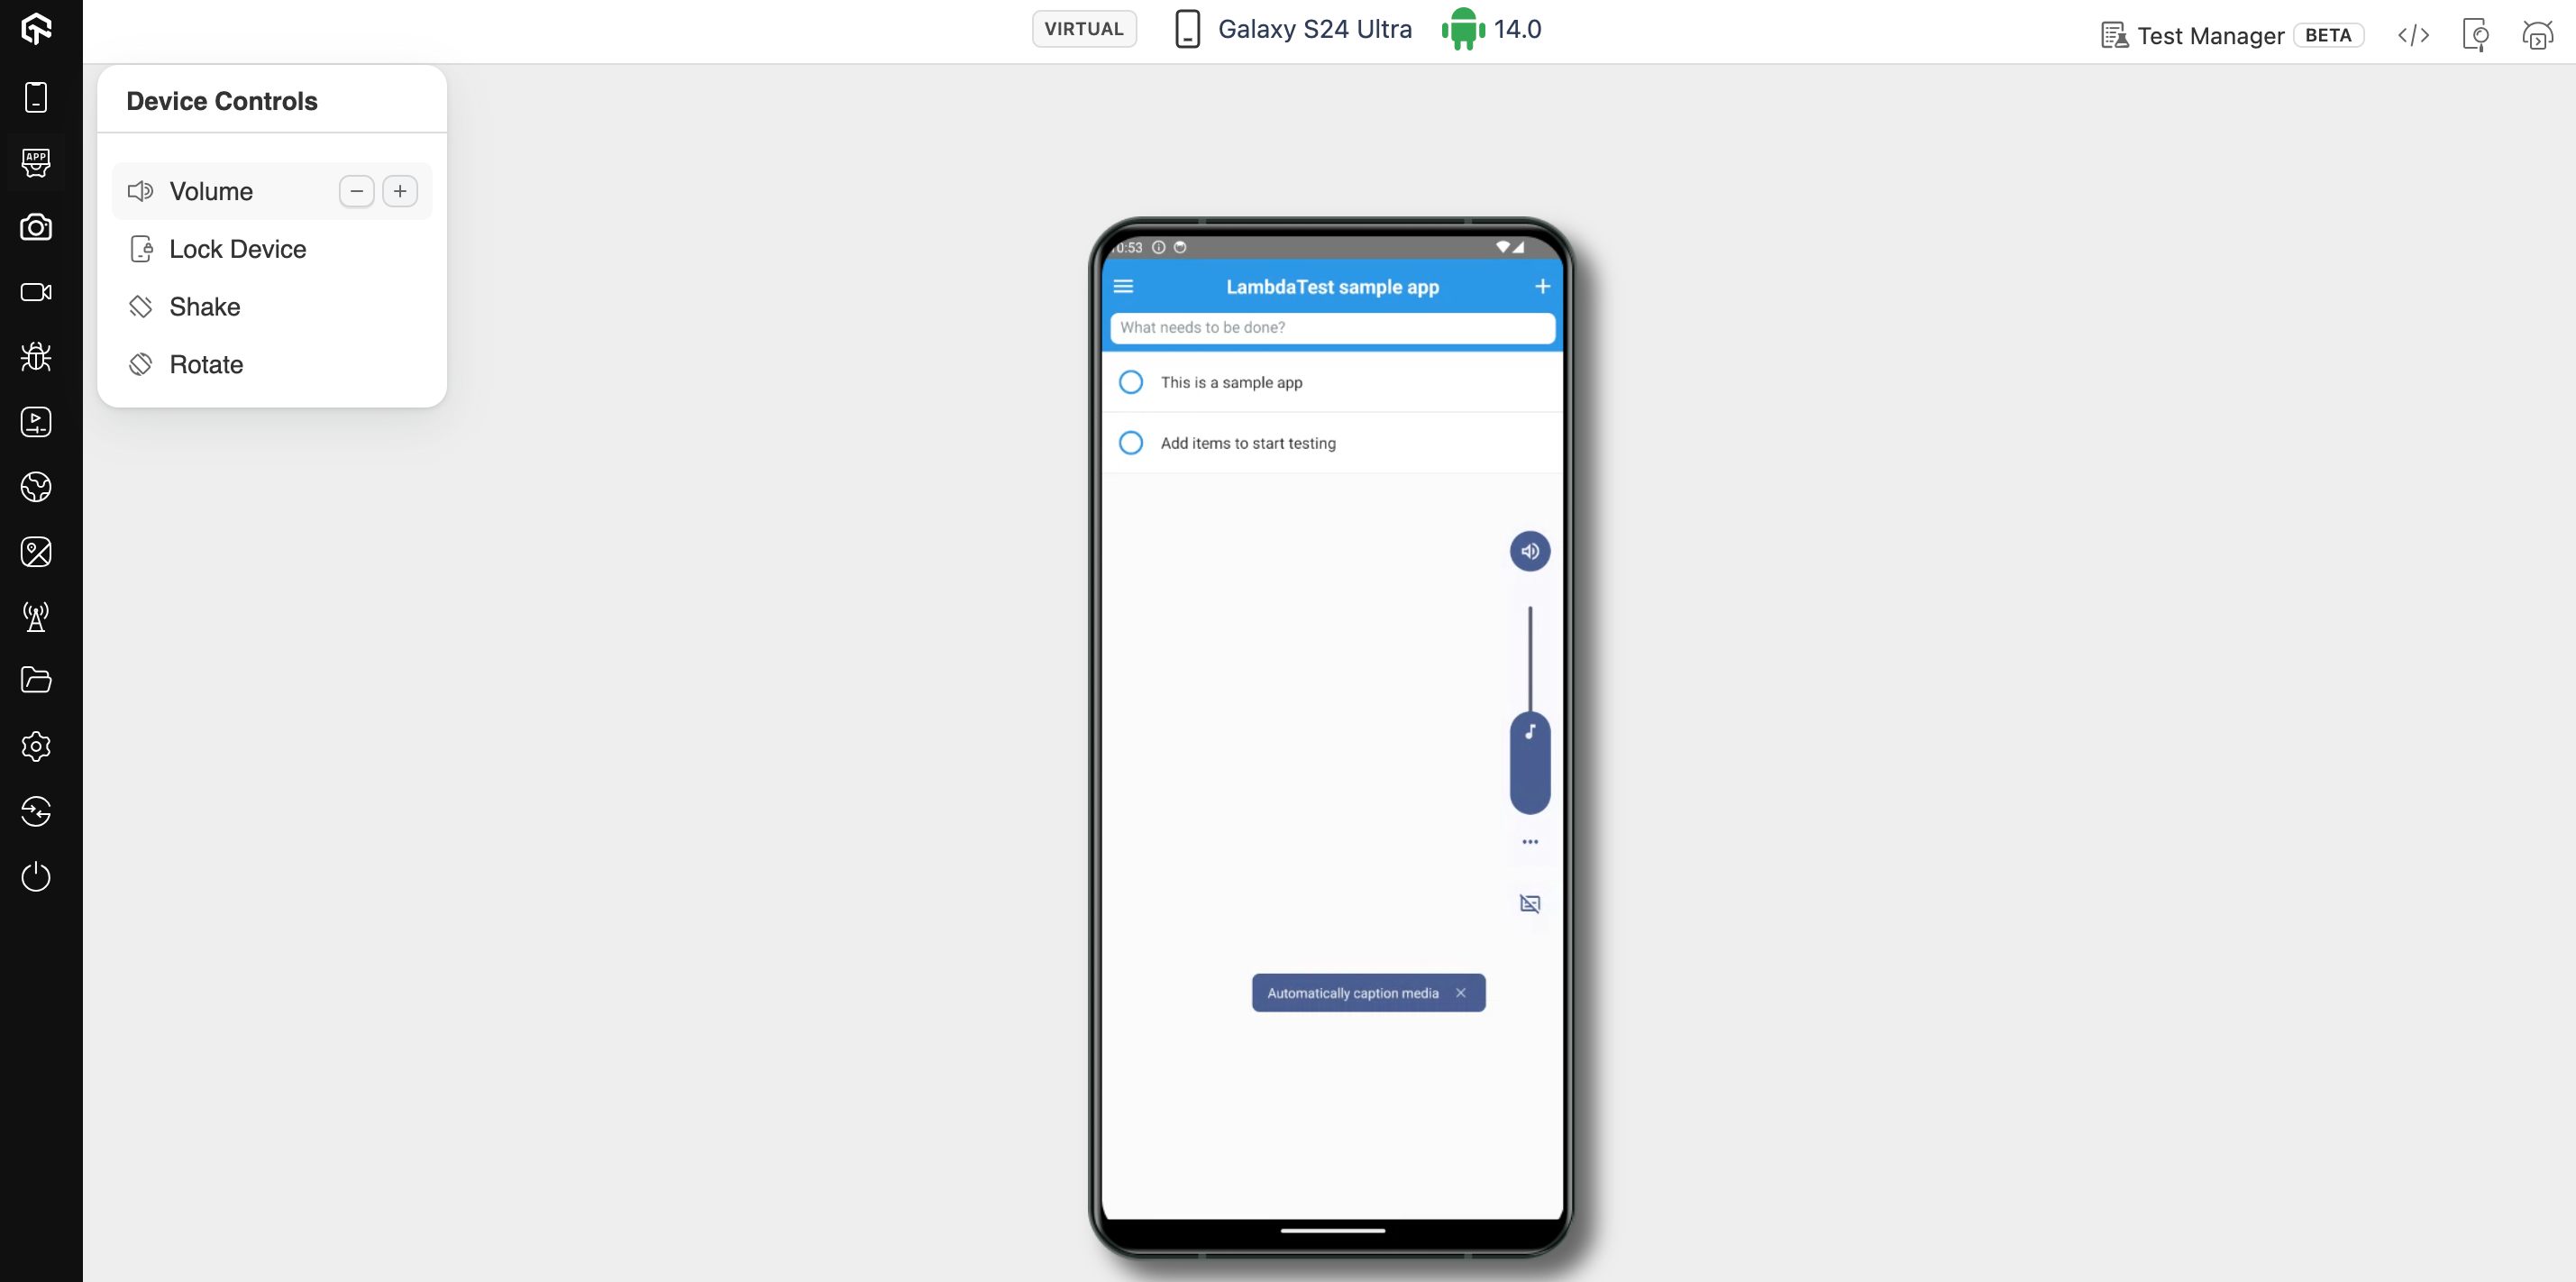 VIRTUAL
Galaxy S24 Ultra
14.0
Test Manager BETA
Device Controls
APP
Volume
Lock Device
Shake
Rotate
0:53
LambdaTest sample app
What needs to be done?
This is a sample app
Add items to start testing
Automatically caption media